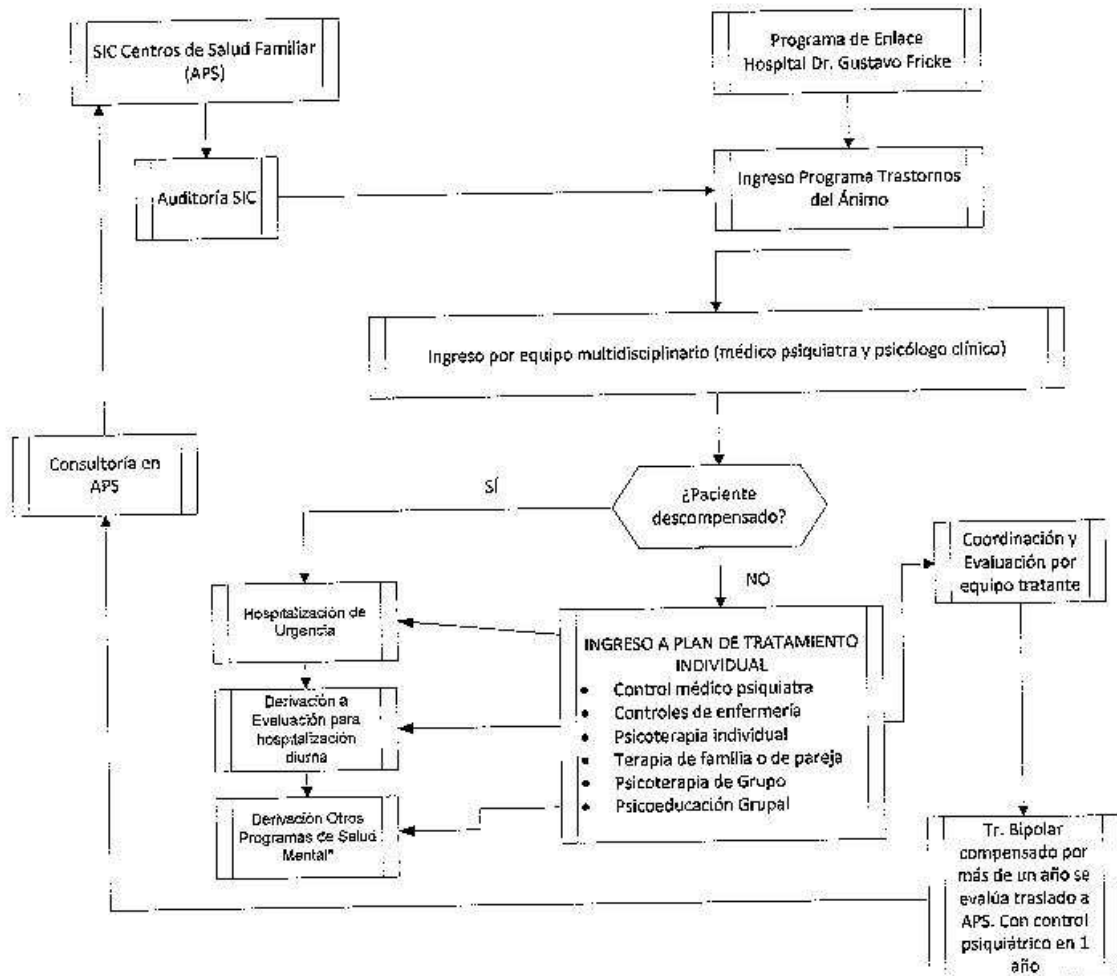 SIC Centros de Salud Familiar
(APS)
Programa de Enlace
Hospital Dr. Gustavo Fricke
Auditoría SIC
Ingreso Programa Trastornos
del Ánimo
Ingreso por equipo multidisciplinario (médico psiquiatra y psicólogo clínico)
Consultoría en
APS
SÍ
¿Paciente
descompensado?
NO
Coordinación y
Evaluación por
equipo tratante
Hospitalización de
Urgencia
Derivación a
Evaluación para
hospitalización
diurna
Derivación Otros
Programas de Salud
Mental*
INGRESO A PLAN DE TRATAMIENTO
INDIVIDUAL
• Control médico psiquiatra
• Controles de enfermería
• Psicoterapia individual
• Terapia de familia o de pareja
• Psicoterapia de Grupo
• Psicoeducación Grupal
Tr. Bipolar
compensado por
más de un año se
evalúa traslado a
APS. Con control
psiquiátrico en 1
año